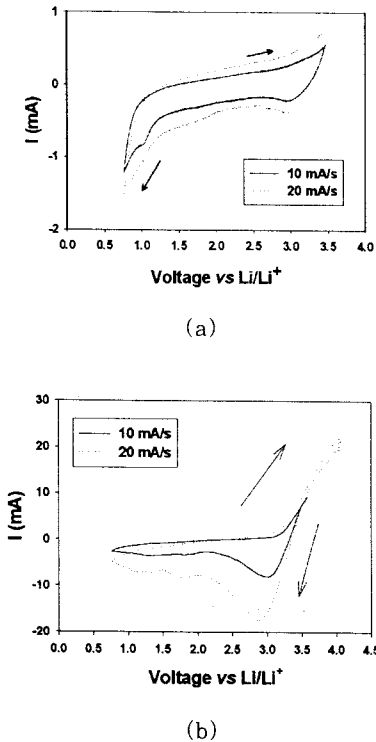 1
0
-1
-2
I (mA)
10 mA/s
20 mA/s
0.0 0.5 1.0 1.5 2.0 2.5 3.0 3.5 4.0
Voltage vs Li/Li⁺
(a)
30
20
10
0
-10
-20
I (mA)
10 mA/s
20 mA/s
0.0 0.5 1.0 1.5 2.0 2.5 3.0 3.5 4.0 4.5
Voltage vs Li/Li⁺
(b)